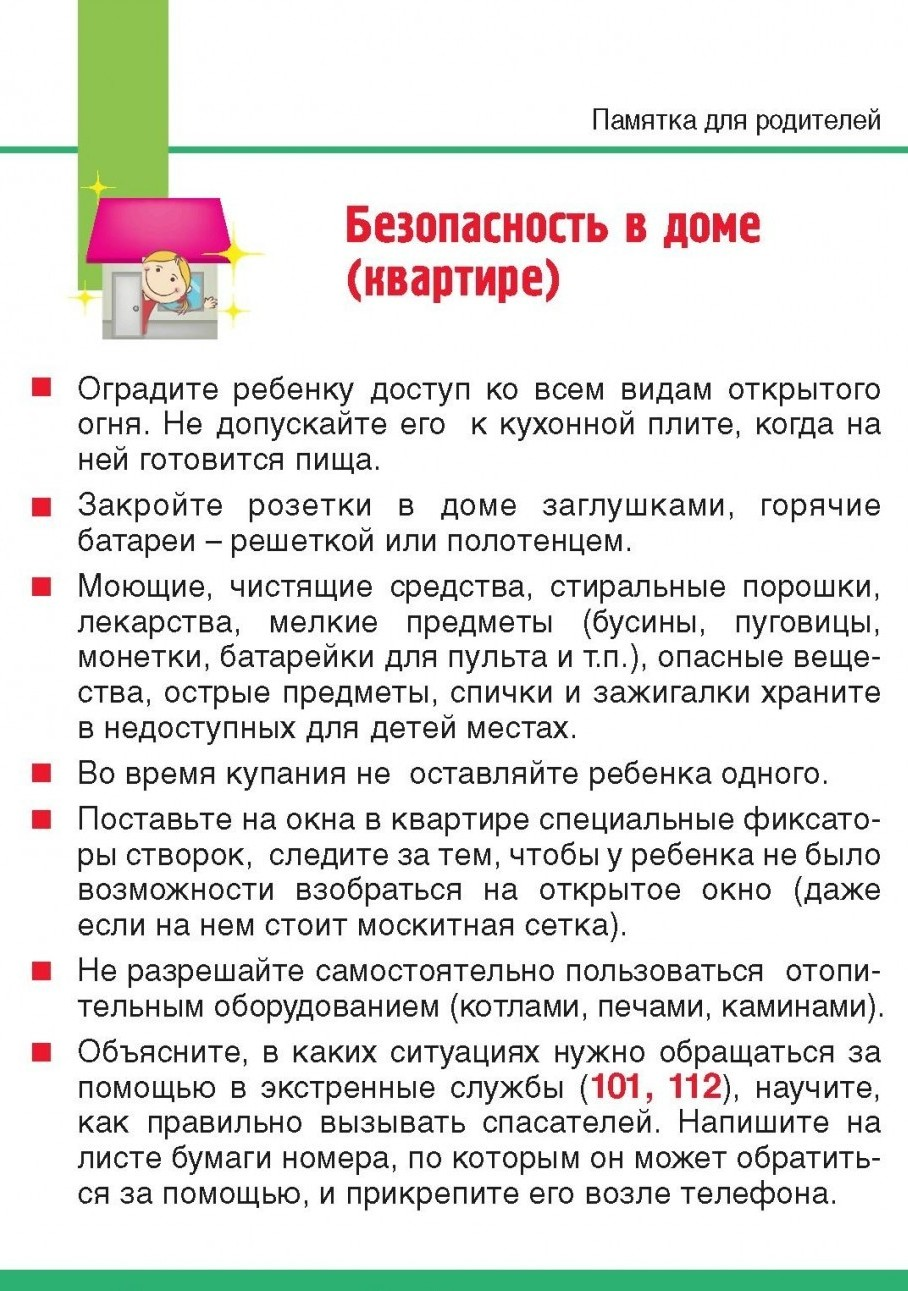 Памятка для родителей
Безопасность в доме
(квартире)
Оградите ребенку доступ ко всем видам открытого
огня. Не допускайте его к кухонной плите, когда на
ней готовится пища.
Закройте розетки в доме заглушками, горячие
батареи – решеткой или полотенцем.
Моющие, чистящие средства, стиральные порошки,
лекарства, мелкие предметы (бусины, пуговицы,
монетки, батарейки для пульта и т.п.), опасные веще-
ства, острые предметы, спички и зажигалки храните
в недоступных для детей местах.
Во время купания не оставляйте ребенка одного.
Поставьте на окна в квартире специальные фиксато-
ры створок, следите за тем, чтобы у ребенка не было
возможности взобраться на открытое окно (даже
если на нем стоит москитная сетка).
Не разрешайте самостоятельно пользоваться отопи-
тельным оборудованием (котлами, печами, каминами).
Объясните, в каких ситуациях нужно обращаться за
помощью в экстренные службы (101, 112), научите,
как правильно вызывать спасателей. Напишите на
листе бумаги номера, по которым он может обратить-
ся за помощью, и прикрепите его возле телефона.